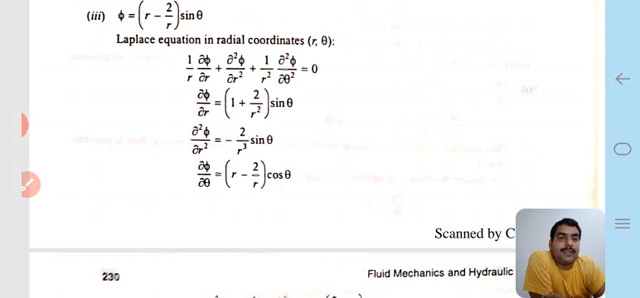 (iii) ϕ = (r − 2/r) sin θ
Laplace equation in radial coordinates (r, θ):
1/r ∂ϕ/∂r + ∂²ϕ/∂r² + 1/r² ∂²ϕ/∂θ² = 0
∂ϕ/∂r = (1 + 2/r²) sin θ
∂²ϕ/∂r² = − 2/r³ sin θ
∂ϕ/∂θ = (r − 2/r) cos θ
Scanned by C
230
Fluid Mechanics and Hydraulic